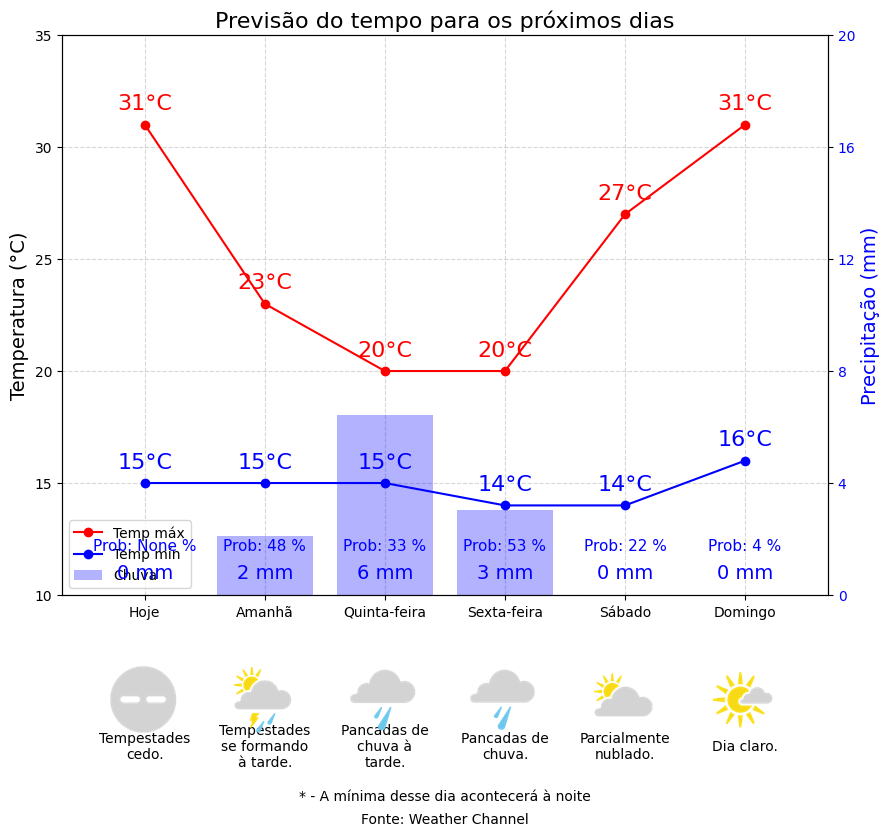 Previsão do tempo para os próximos dias
35
30
25
20
15
10
Temperatura (°C)
20
16
12
8
4
0
Precipitação (mm)
31°C
23°C
20°C
20°C
27°C
31°C
15°C
15°C
15°C
14°C
14°C
16°C
Temp máx
Temp min
Chuva
Prob: None %
Prob: 48 %
Prob: 33 %
Prob: 53 %
Prob: 22 %
Prob: 4 %
0 mm
2 mm
6 mm
3 mm
0 mm
0 mm
Hoje
Amanhã
Quinta-feira
Sexta-feira
Sábado
Domingo
Tempestades
cedo.
Tempestades
se formando
à tarde.
Pancadas de
chuva à
tarde.
Pancadas de
chuva.
Parcialmente
nublado.
Dia claro.
* - A mínima desse dia acontecerá à noite
Fonte: Weather Channel